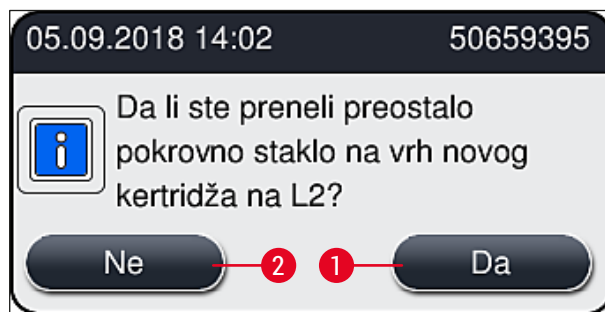 05.09.2018 14:02 50659395
Da li ste preneli preostalo
pokrovno staklo na vrh novog
kertridža na L2?
Ne 2 1 Da